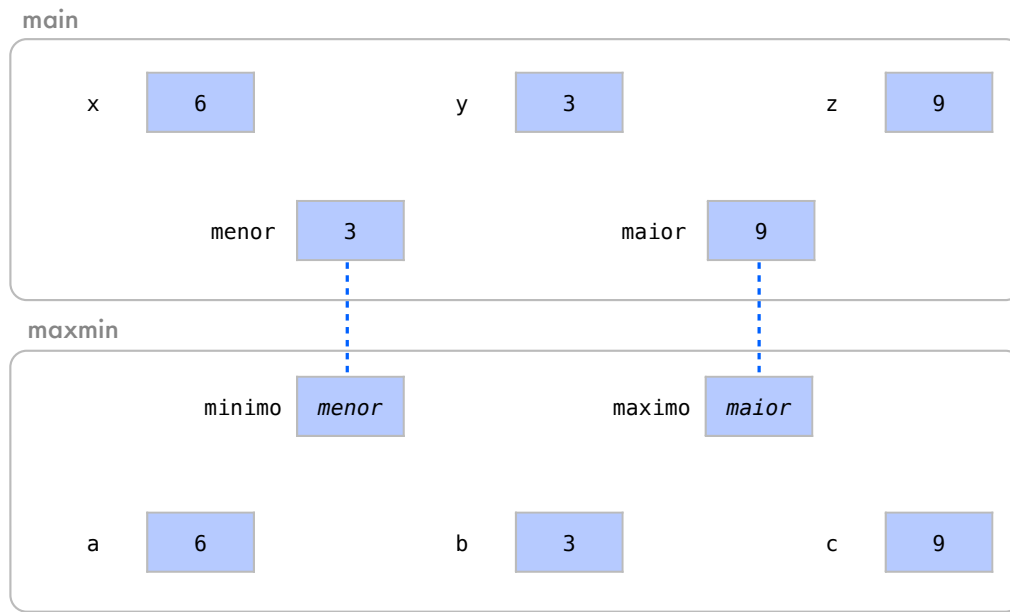 main
x 6 y 3 z 9
menor 3 maior 9
maxmin
minimo menor maximo maior
a 6 b 3 c 9